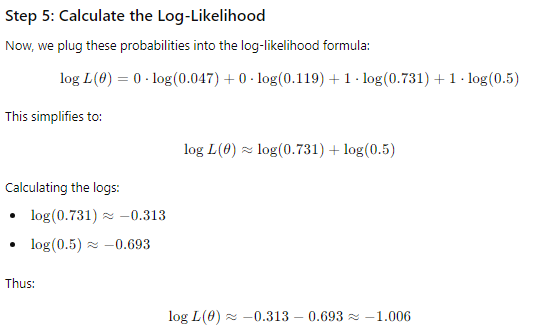 Step 5: Calculate the Log-Likelihood
Now, we plug these probabilities into the log-likelihood formula:
log L(θ) = 0 · log(0.047) + 0 · log(0.119) + 1 · log(0.731) + 1 · log(0.5)
This simplifies to:
log L(θ) ≈ log(0.731) + log(0.5)
Calculating the logs:
• log(0.731) ≈ −0.313
• log(0.5) ≈ −0.693
Thus:
log L(θ) ≈ −0.313 − 0.693 ≈ −1.006